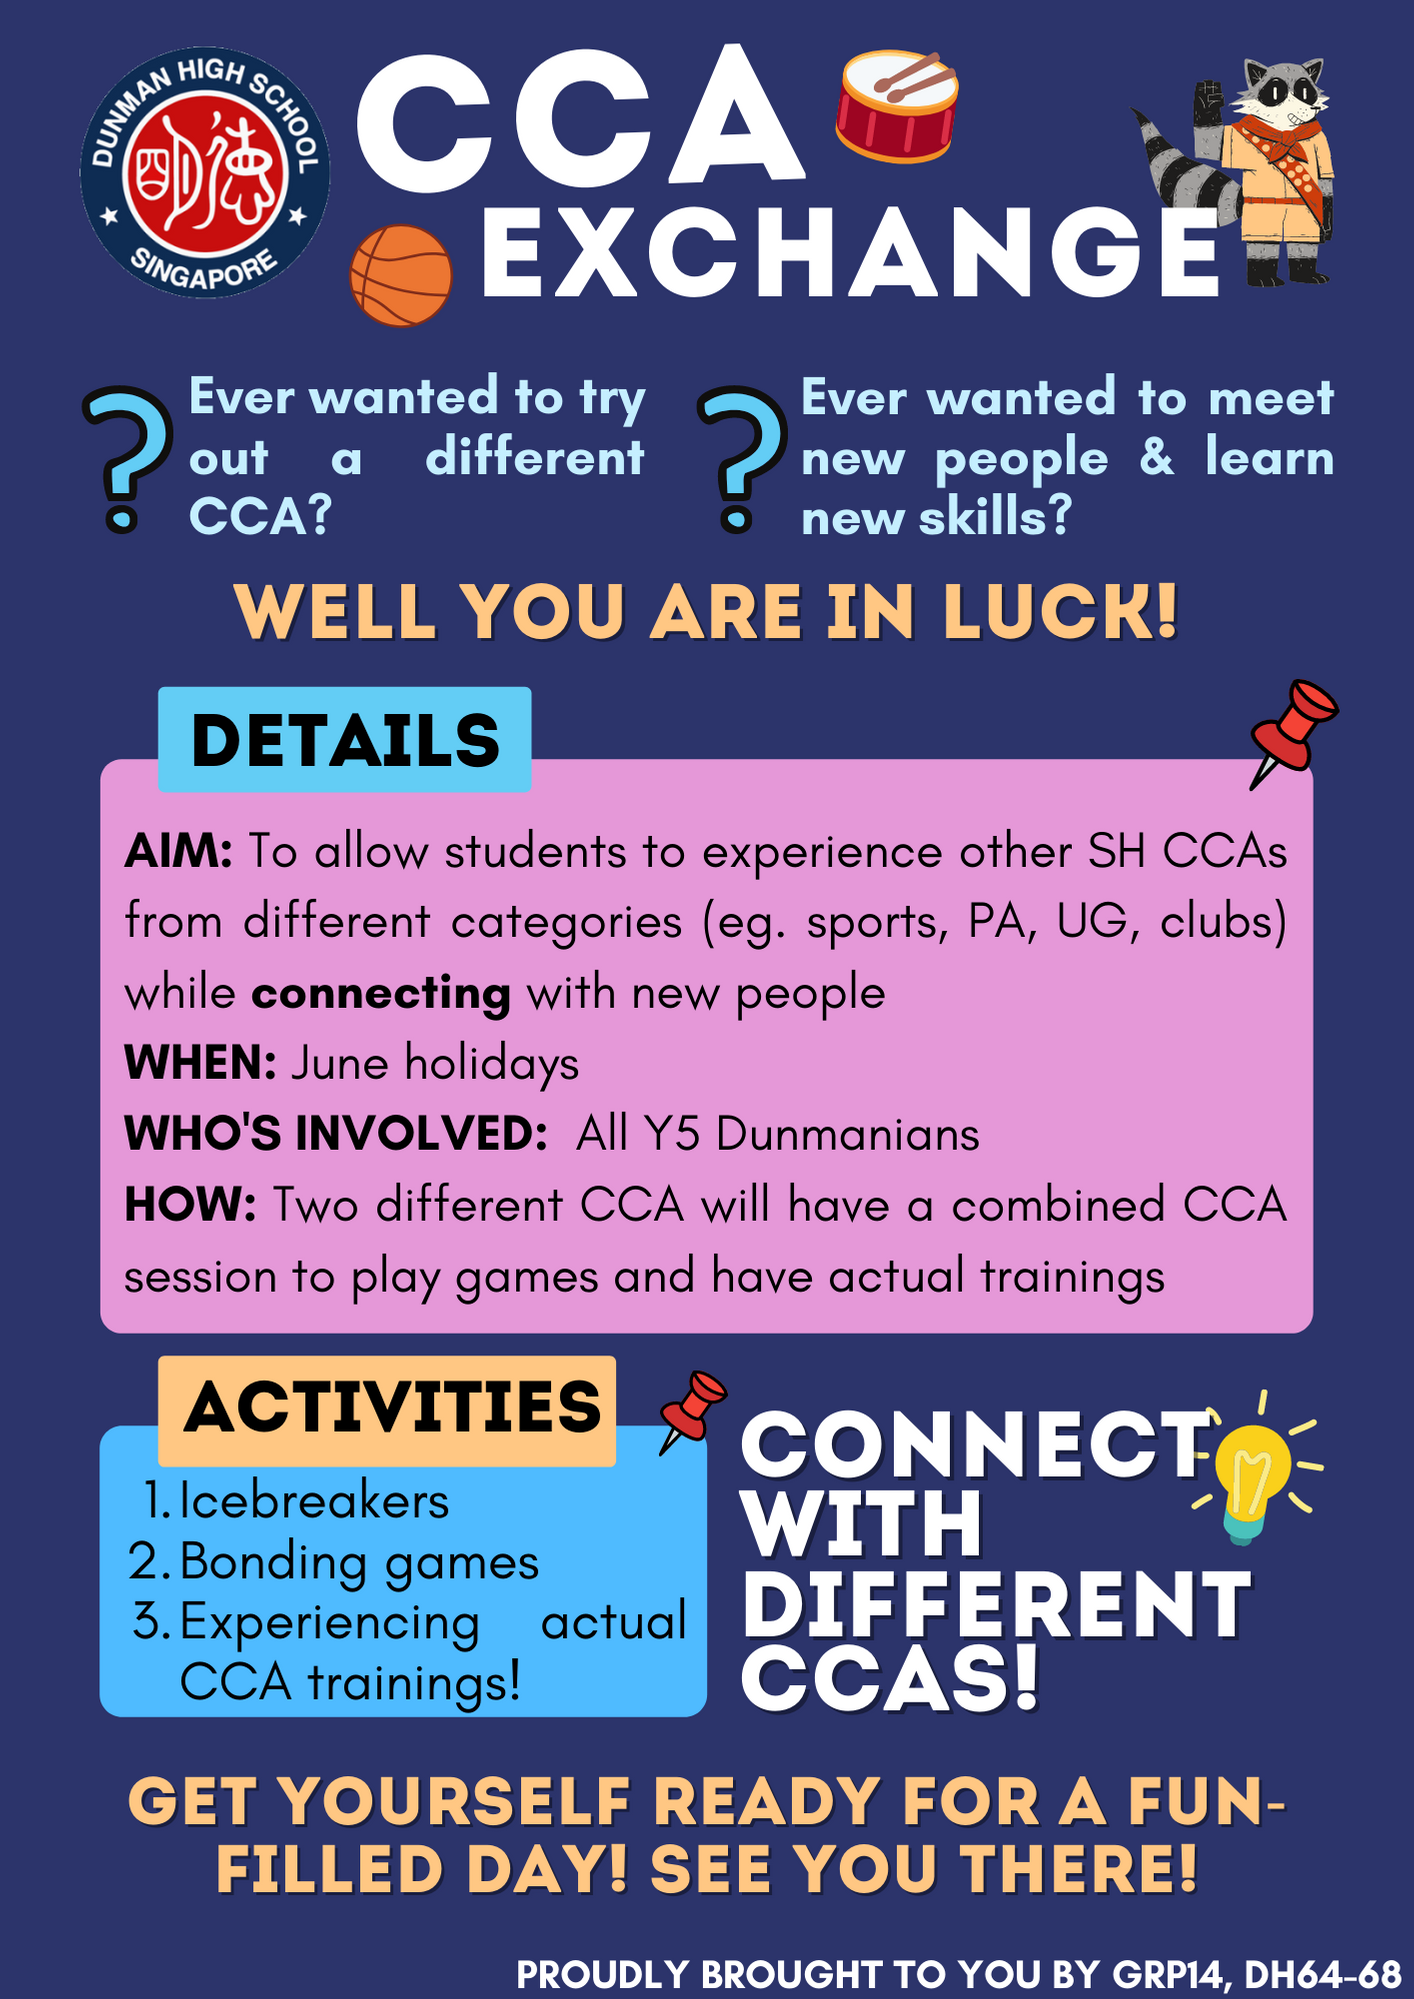 DUNMAN HIGH SCHOOL
SINGAPORE
CCA
EXCHANGE
Ever wanted to try
out a different
CCA?
Ever wanted to meet
new people & learn
new skills?
WELL YOU ARE IN LUCK!
DETAILS
AIM: To allow students to experience other SH CCAs
from different categories (eg. sports, PA, UG, clubs)
while connecting with new people
WHEN: June holidays
WHO'S INVOLVED: All Y5 Dunmanians
HOW: Two different CCA will have a combined CCA
session to play games and have actual trainings
ACTIVITIES
1. Icebreakers
2. Bonding games
3. Experiencing actual
CCA trainings!
CONNECT
WITH
DIFFERENT
CCAS!
GET YOURSELF READY FOR A FUN-
FILLED DAY! SEE YOU THERE!
PROUDLY BROUGHT TO YOU BY GRP14, DH64-68